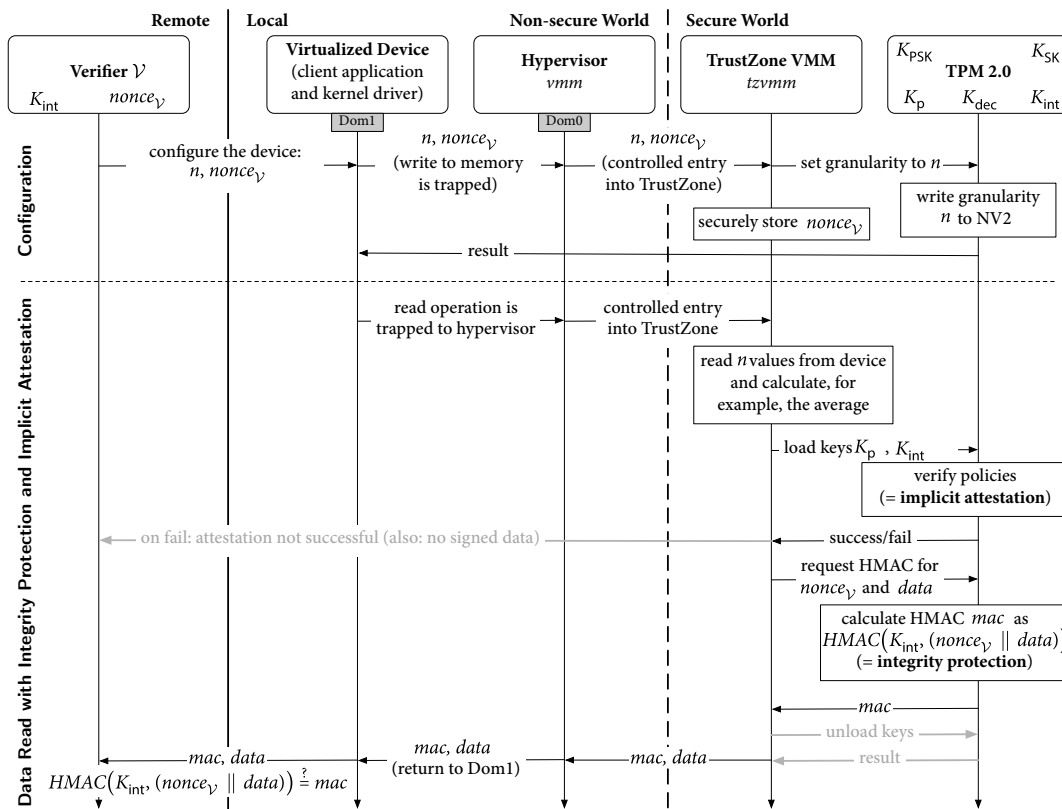 Remote
Local
Non-secure World
Secure World
Verifier 𝒱
K_int nonce_𝒱
Virtualized Device
(client application
and kernel driver)
Dom1
Hypervisor
vmm
Dom0
TrustZone VMM
tzvmm
K_PSK K_SK
TPM 2.0
K_p K_dec K_int
Configuration
configure the device:
n, nonce_𝒱
n, nonce_𝒱
(write to memory
is trapped)
n, nonce_𝒱
(controlled entry
into TrustZone)
set granularity to n
write granularity
n to NV2
securely store nonce_𝒱
result
Data Read with Integrity Protection and Implicit Attestation
read operation is
trapped to hypervisor
controlled entry
into TrustZone
read n values from device
and calculate, for
example, the average
load keys K_p , K_int
verify policies
(= implicit attestation)
success/fail
on fail: attestation not successful (also: no signed data)
request HMAC for
nonce_𝒱 and data
calculate HMAC mac as
HMAC(K_int, (nonce_𝒱 || data))
(= integrity protection)
mac
unload keys
result
mac, data
mac, data
(return to Dom1)
mac, data
HMAC(K_int, (nonce_𝒱 || data)) ≟ mac